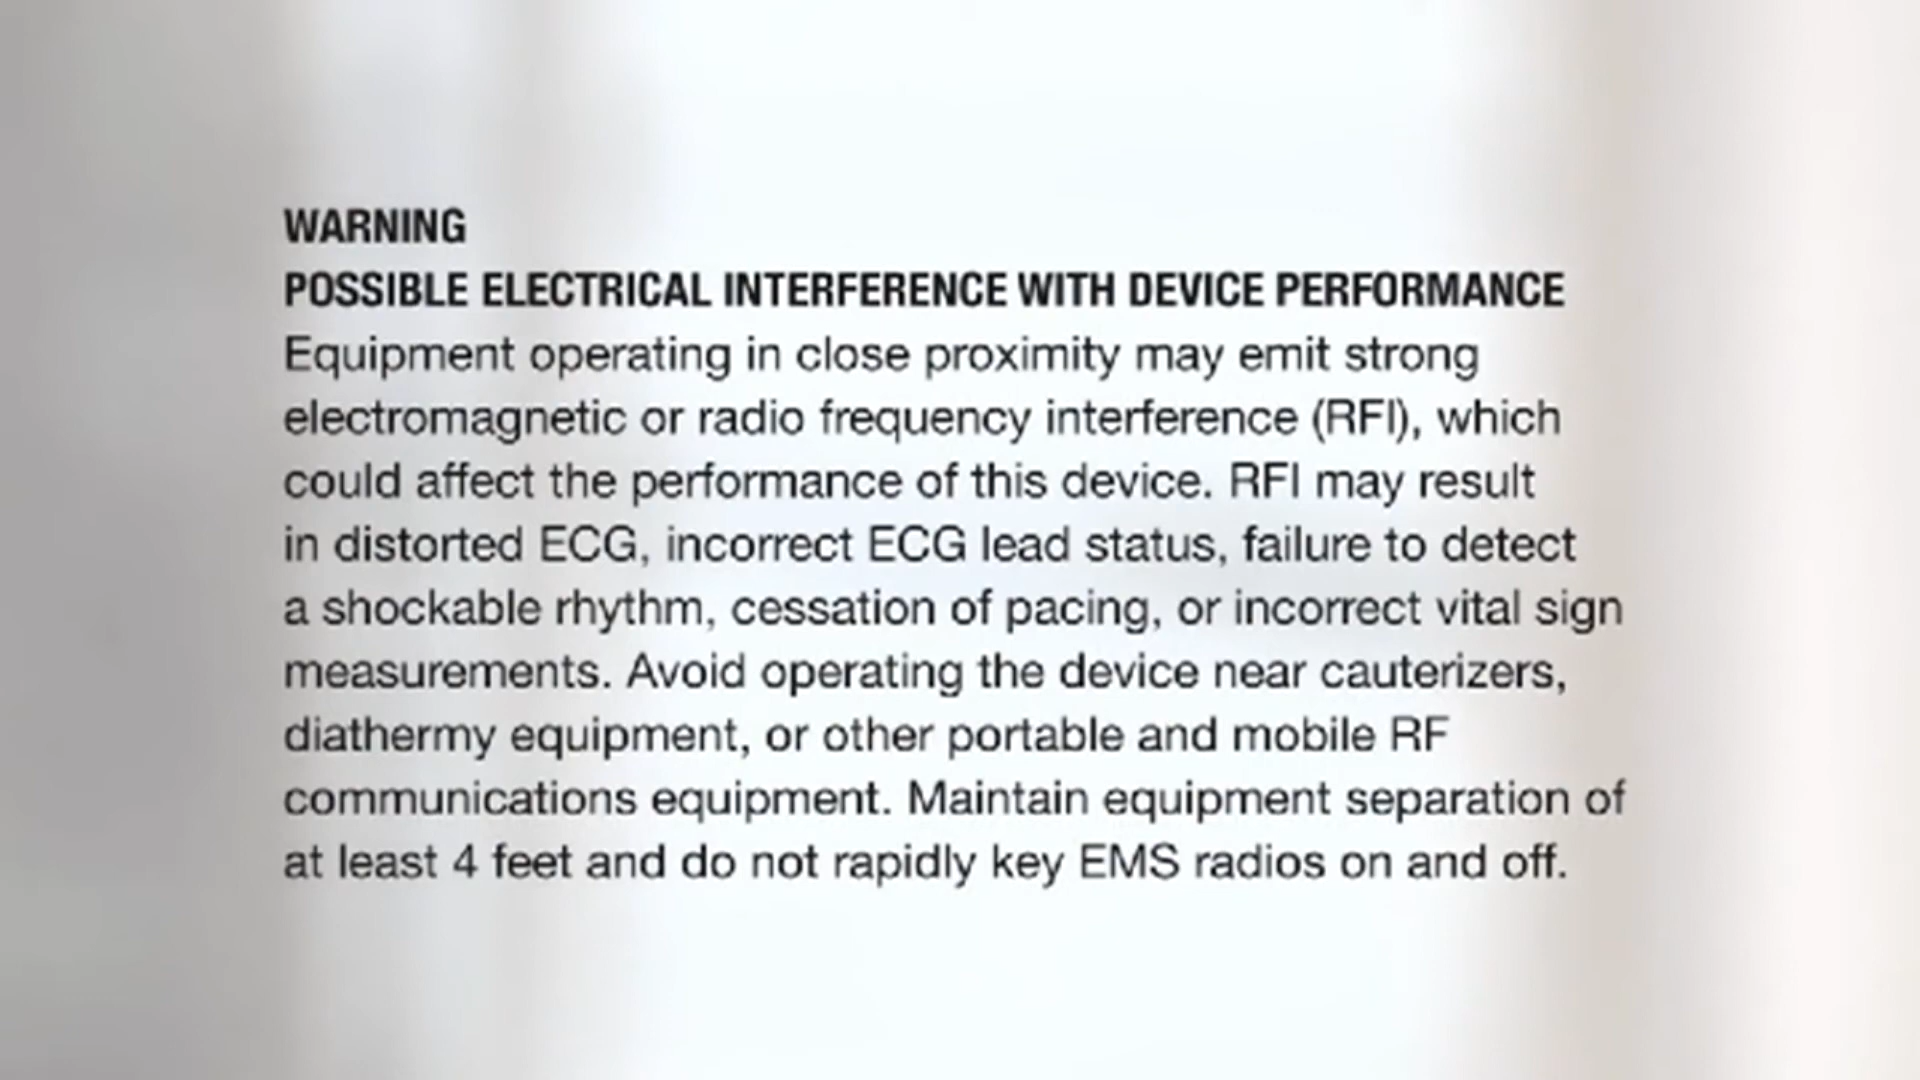 WARNING
POSSIBLE ELECTRICAL INTERFERENCE WITH DEVICE PERFORMANCE
Equipment operating in close proximity may emit strong
electromagnetic or radio frequency interference (RFI), which
could affect the performance of this device. RFI may result
in distorted ECG, incorrect ECG lead status, failure to detect
a shockable rhythm, cessation of pacing, or incorrect vital sign
measurements. Avoid operating the device near cauterizers,
diathermy equipment, or other portable and mobile RF
communications equipment. Maintain equipment separation of
at least 4 feet and do not rapidly key EMS radios on and off.